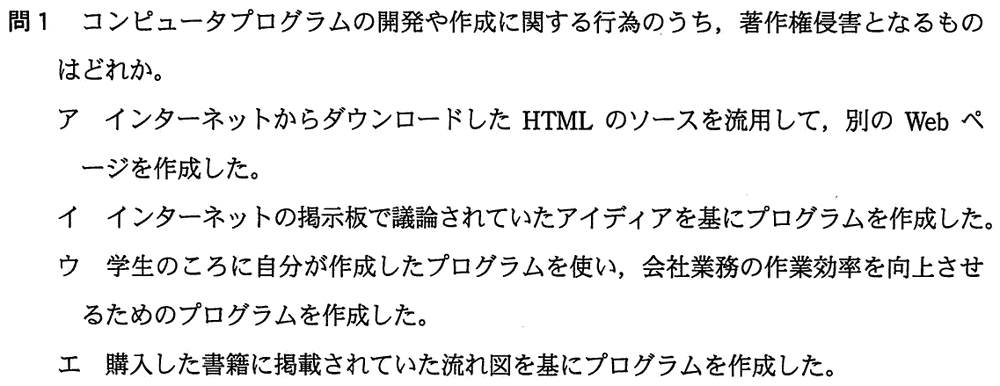 問1 コンピュータプログラムの開発や作成に関する行為のうち，著作権侵害となるもの
はどれか。
ア インターネットからダウンロードした HTML のソースを流用して，別の Web ペ
ージを作成した。
イ インターネットの掲示板で議論されていたアイディアを基にプログラムを作成した。
ウ 学生のころに自分が作成したプログラムを使い，会社業務の作業効率を向上させ
るためのプログラムを作成した。
エ 購入した書籍に掲載されていた流れ図を基にプログラムを作成した。